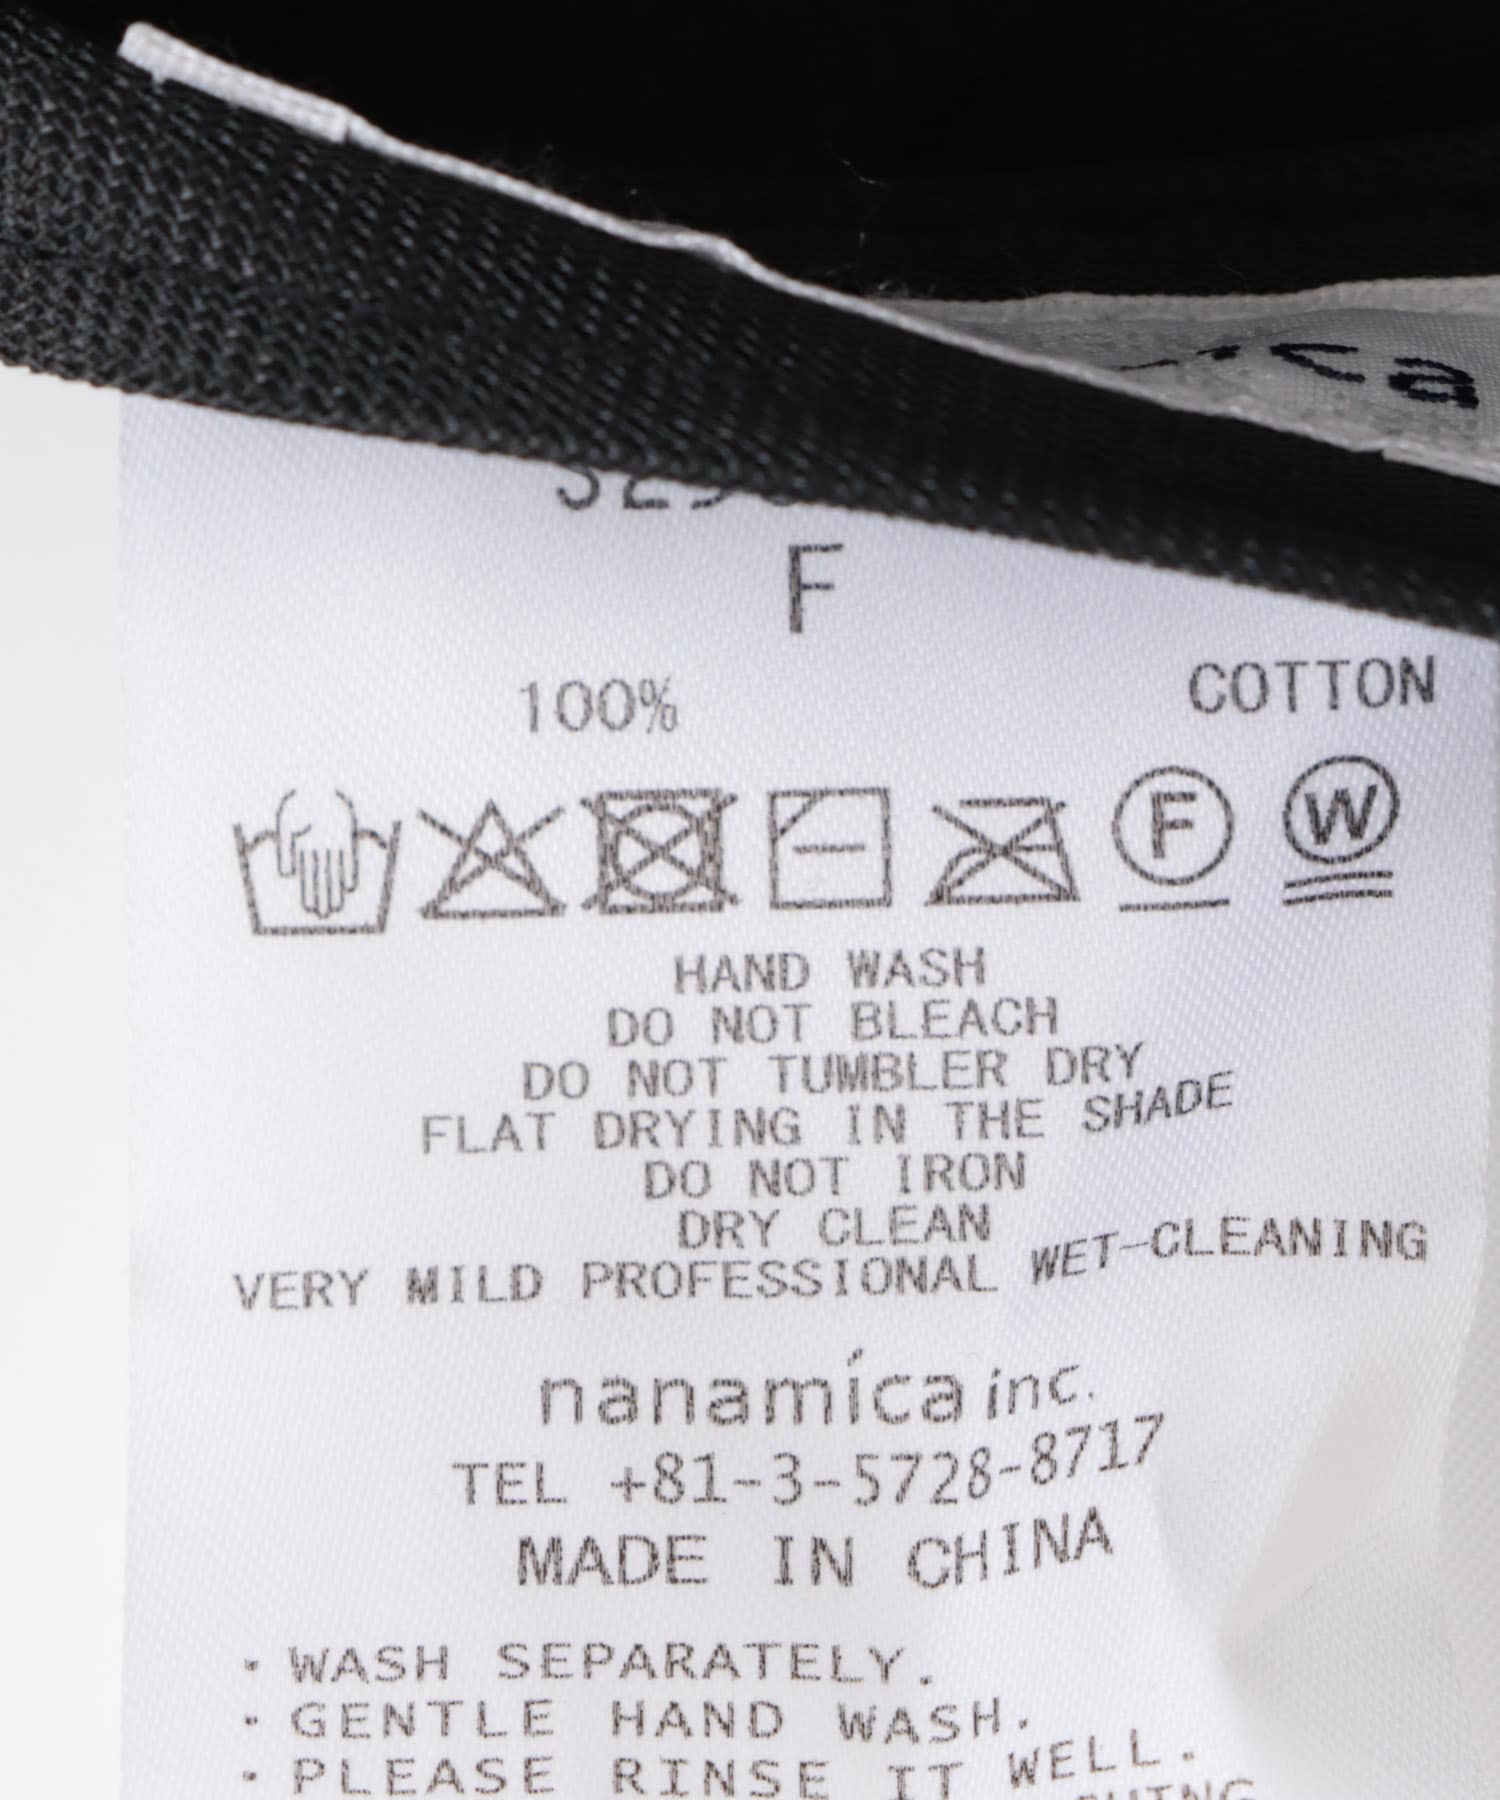 ca
F
100% COTTON
F W
HAND WASH
DO NOT BLEACH
DO NOT TUMBLER DRY
FLAT DRYING IN THE SHADE
DO NOT IRON
DRY CLEAN
VERY MILD PROFESSIONAL WET-CLEANING
nanamica inc.
TEL +81-3-5728-8717
MADE IN CHINA
・WASH SEPARATELY.
・GENTLE HAND WASH.
・PLEASE RINSE IT WELL.